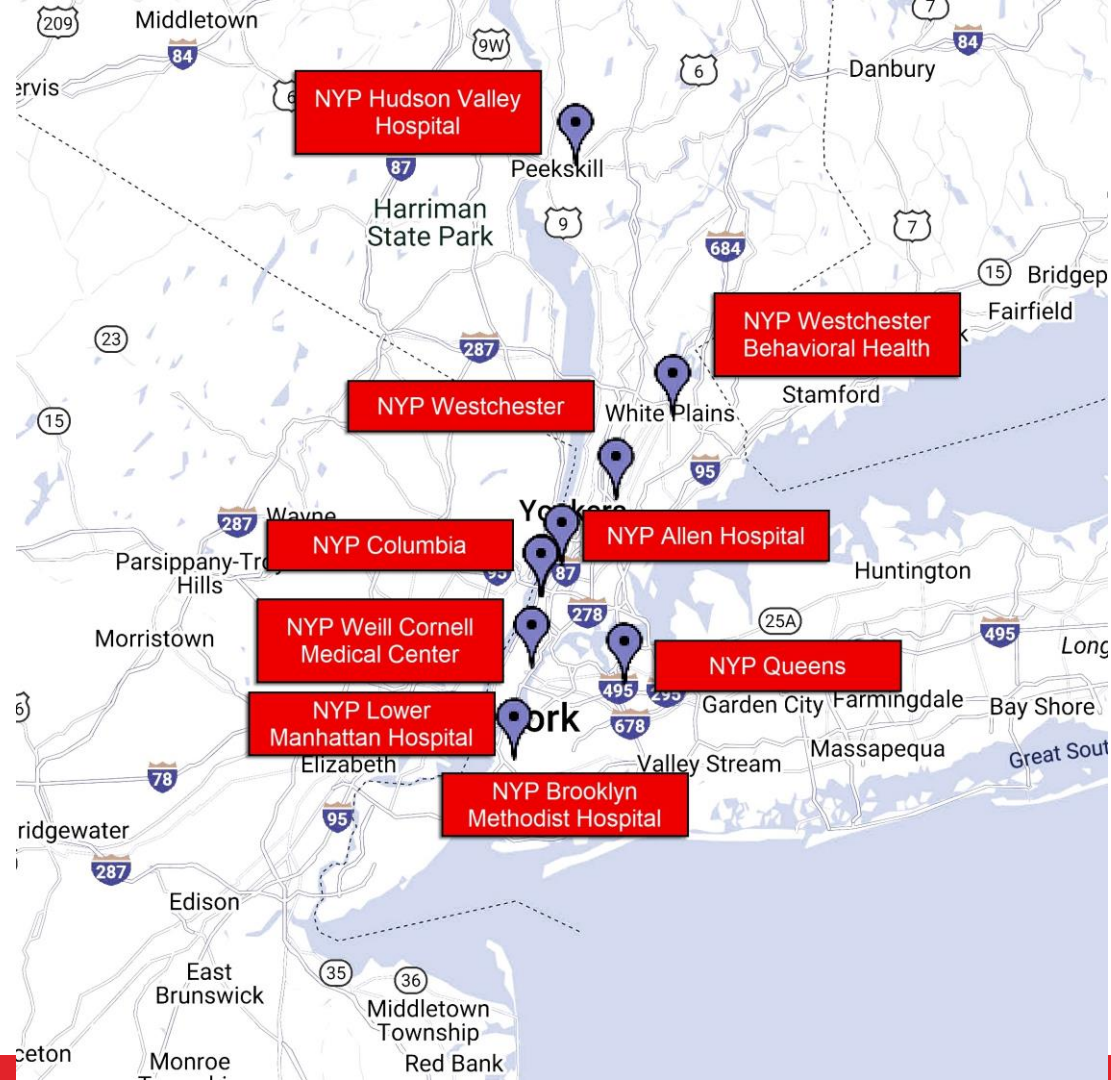 209
Middletown
84
9W
6
7
84
Danbury
ervis
6
NYP Hudson Valley
Hospital
87
Peekskill
Harriman
State Park
9
7
684
15
Bridgep
Fairfield
NYP Westchester
Behavioral Health
k
23
287
Stamford
15
NYP Westchester
White Plains
95
Yonkers
287
Wayne
NYP Columbia
NYP Allen Hospital
Parsippany-Troy
Hills
95
87
Huntington
278
25A
495
NYP Weill Cornell
Medical Center
Morristown
Long
NYP Queens
495
295
6
NYP Lower
Manhattan Hospital
ork
678
Garden City
Farmingdale
Bay Shore
Elizabeth
Valley Stream
Massapequa
Great Sout
78
NYP Brooklyn
Methodist Hospital
95
ridgewater
287
Edison
East
Brunswick
35
36
Middletown
Township
Red Bank
ceton
Monroe